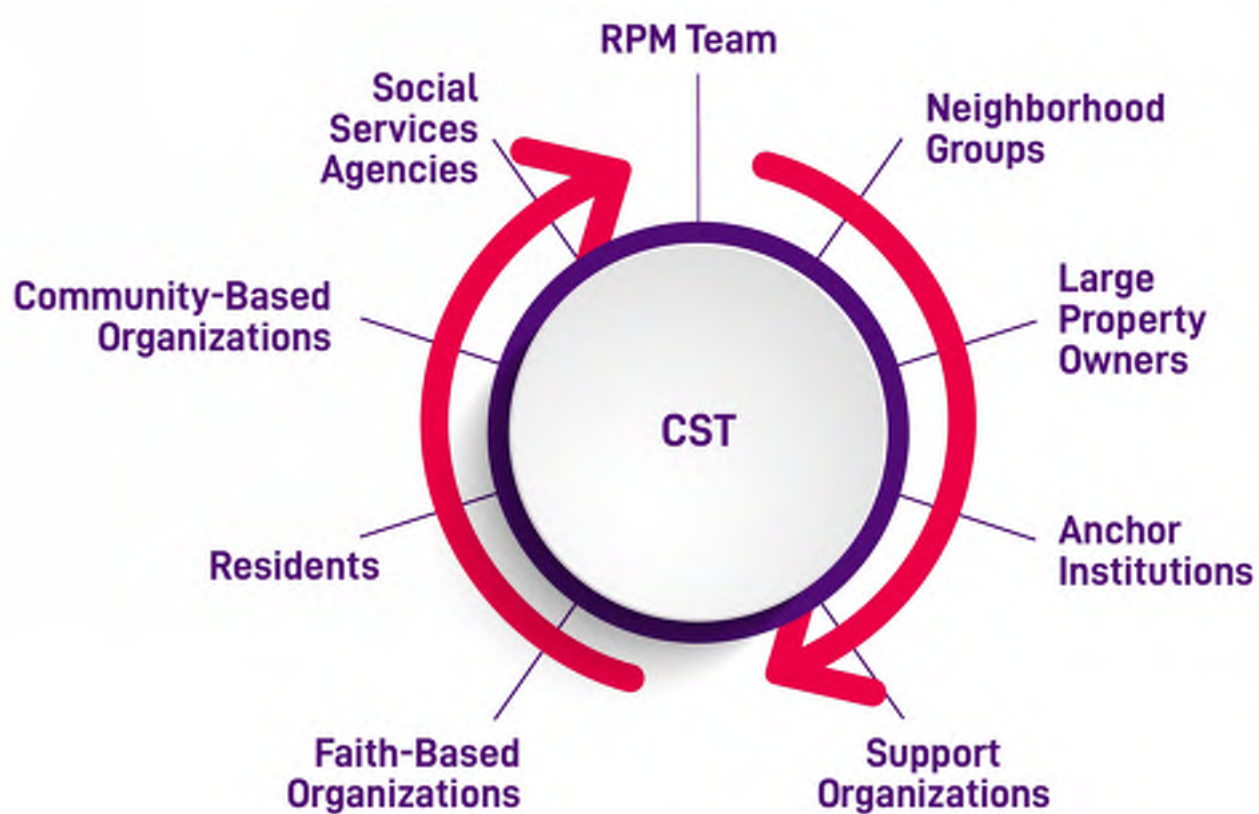 RPM Team
Neighborhood
Groups
Large
Property
Owners
Anchor
Institutions
Support
Organizations
Faith-Based
Organizations
Residents
Community-Based
Organizations
Social
Services
Agencies
CST